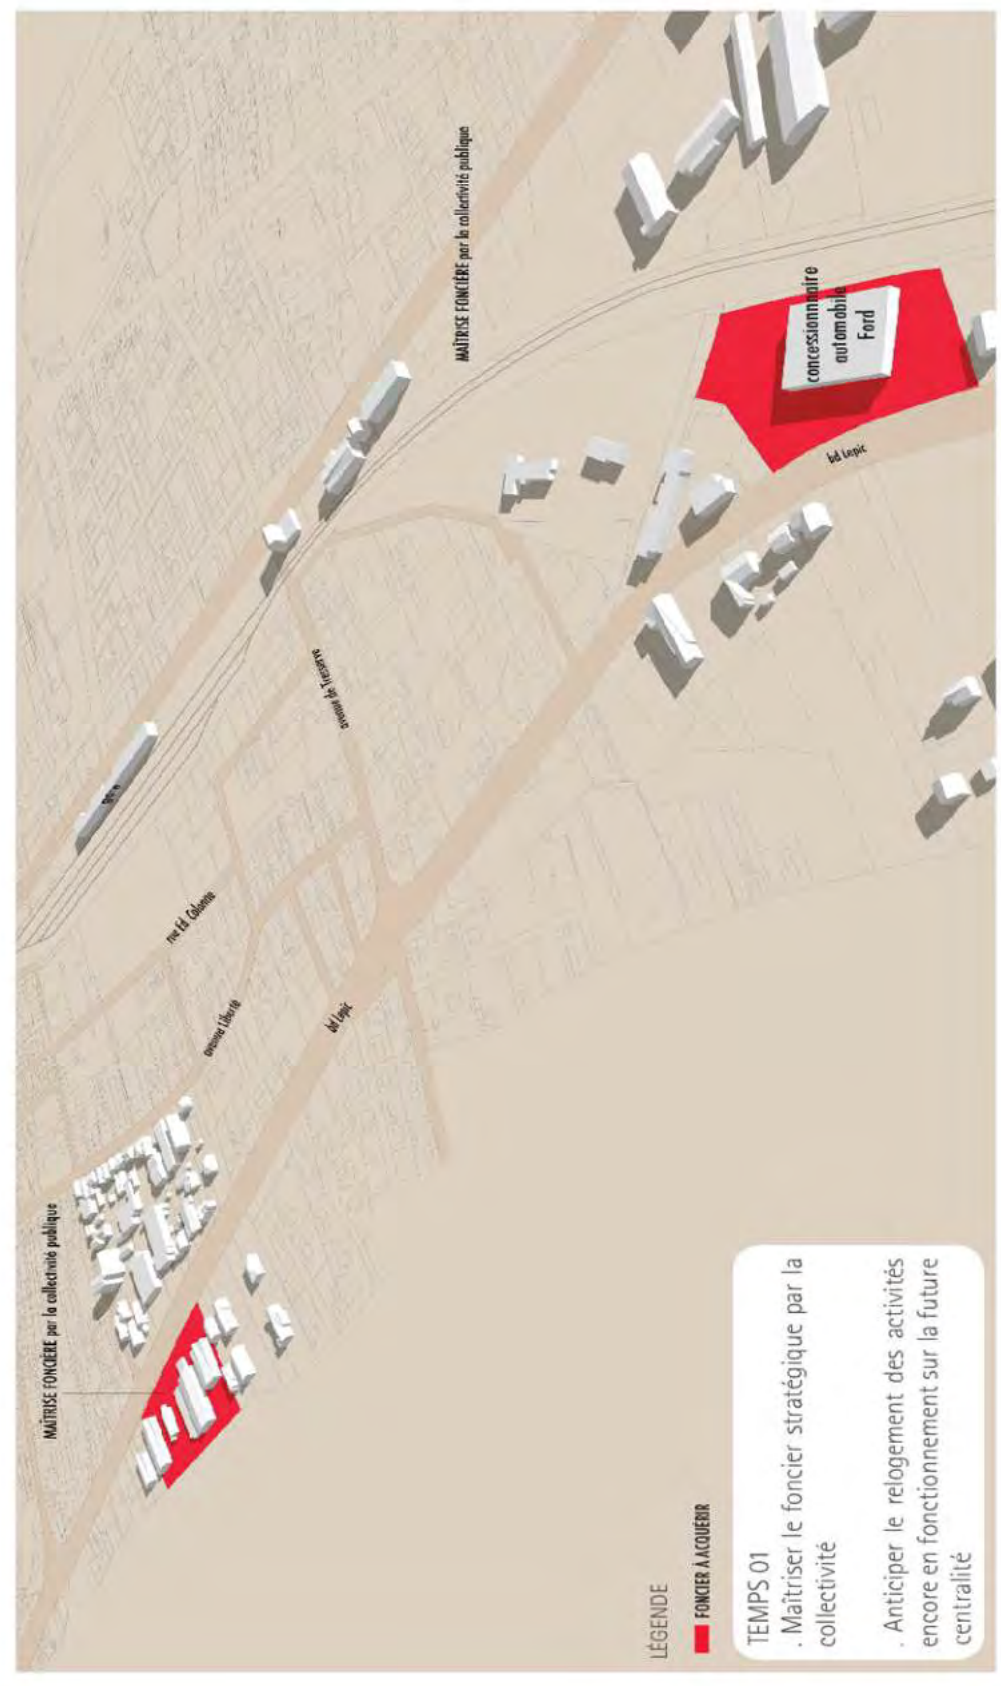 MAÎTRISE FONCIÈRE par la collectivité publique
MAÎTRISE FONCIÈRE par la collectivité publique
rue Ed. Colonne
avenue Liberté
bd Lepic
avenue de Tresserve
bd Lepic
concessionnnaire
automobile
Ford
LÉGENDE
FONCIER À ACQUÉRIR
TEMPS 01
. Maîtriser le foncier stratégique par la
collectivité
. Anticiper le relogement des activités
encore en fonctionnement sur la future
centralité